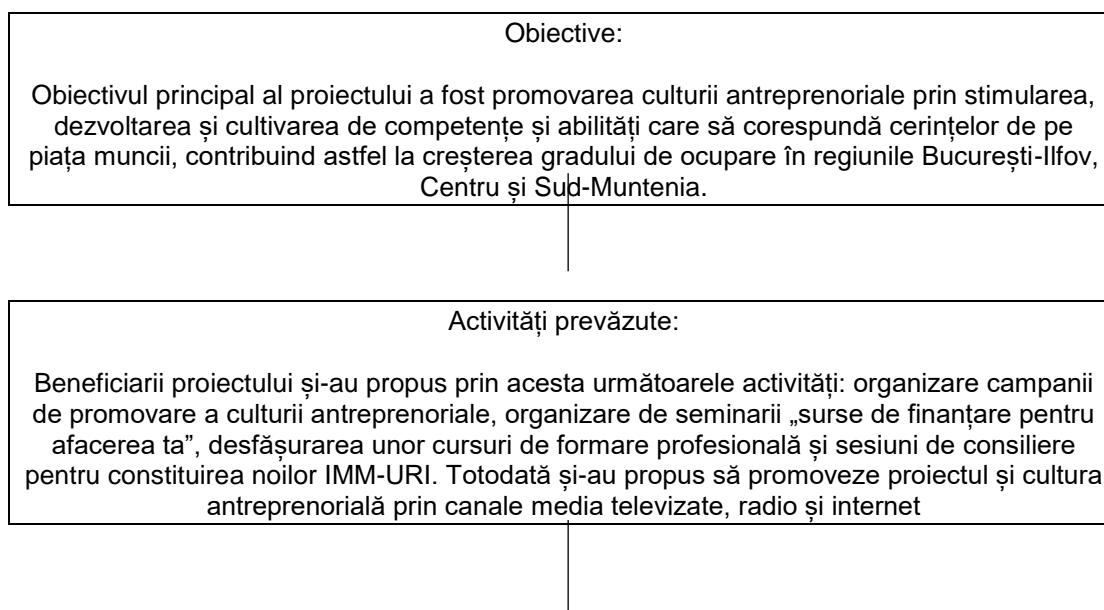 Obiective:
Obiectivul principal al proiectului a fost promovarea culturii antreprenoriale prin stimularea,
dezvoltarea și cultivarea de competențe și abilități care să corespundă cerințelor de pe
piața muncii, contribuind astfel la creșterea gradului de ocupare în regiunile București-Ilfov,
Centru și Sud-Muntenia.
Activități prevăzute:
Beneficiarii proiectului și-au propus prin acesta următoarele activități: organizare campanii
de promovare a culturii antreprenoriale, organizare de seminarii „surse de finanțare pentru
afacerea ta”, desfășurarea unor cursuri de formare profesională și sesiuni de consiliere
pentru constituirea noilor IMM-URI. Totodată și-au propus să promoveze proiectul și cultura
antreprenorială prin canale media televizate, radio și internet